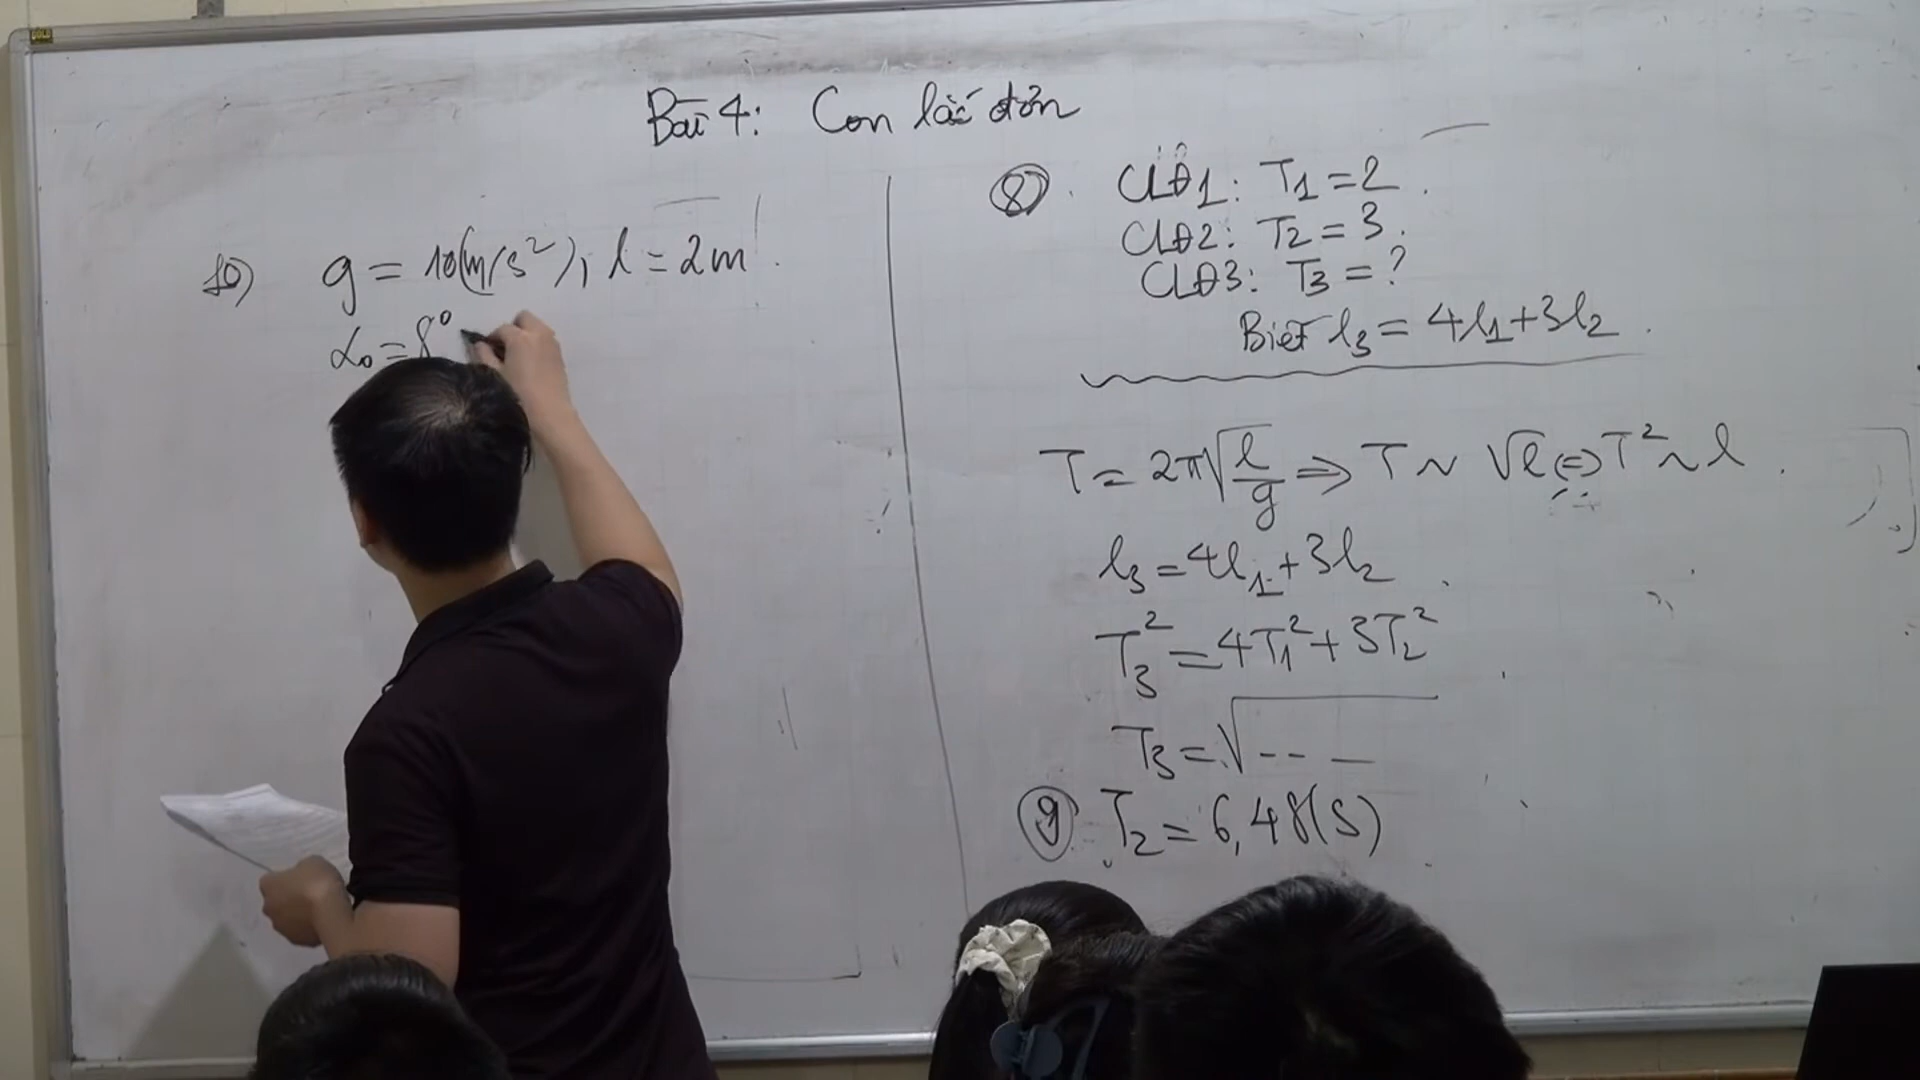 Bài 4: Con lắc đơn
10) g = 10(m/s²), l = 2m.
α₀ = 8°
⑧. CLĐ1: T₁ = 2.
CLĐ2: T₂ = 3.
CLĐ3: T₃ = ?
Biết l₃ = 4l₁+3l₂.
T = 2π√(l/g) ⇒ T ~ √l ⇔ T² ~ l.
l₃ = 4l₁ + 3l₂.
T₃² = 4T₁² + 3T₂²
T₃ = √-- —
⑨. T₂ = 6,48(s)